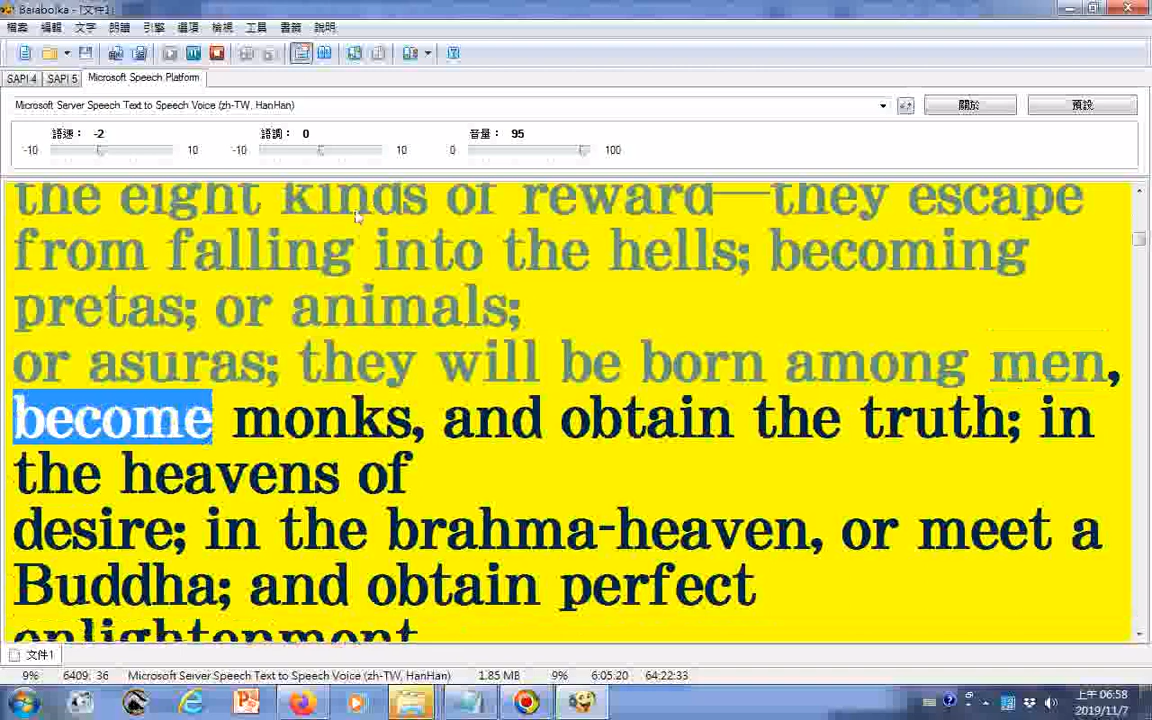 Balabolka - [文件1]
檔案 編輯 文字 朗讀 引擎 選項 檢視 工具 書籤 說明
SAPI 4 SAPI 5 Microsoft Speech Platform
Microsoft Server Speech Text to Speech Voice (zh-TW, HanHan) 關於 預設
語速： -2 語調： 0 音量： 95
-10 10 -10 10 0 100
the eight kinds of reward—they escape
from falling into the hells; becoming
pretas; or animals;
or asuras; they will be born among men,
become monks, and obtain the truth; in
the heavens of
desire; in the brahma-heaven, or meet a
Buddha; and obtain perfect
enlightenment
文件1
9% 6409, 36 Microsoft Server Speech Text to Speech Voice (zh-TW, HanHan) 1.85 MB 9% 6:05:20 64:22:33
上午 06:58
2019/11/7